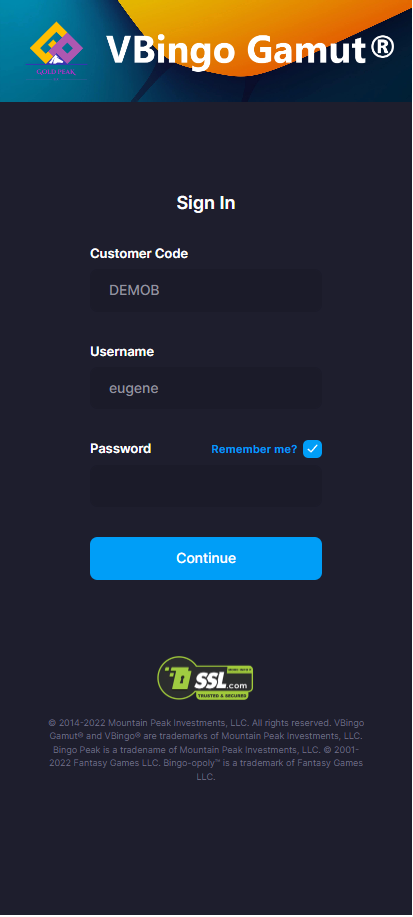 VBingo Gamut®
Sign In
Customer Code
DEMOB
Username
eugene
Password
Remember me?
Continue
SSL.com
TRUSTED & SECURED
© 2014-2022 Mountain Peak Investments, LLC. All rights reserved. VBingo
Gamut® and VBingo® are trademarks of Mountain Peak Investments, LLC.
Bingo Peak is a tradename of Mountain Peak Investments, LLC. © 2001-
2022 Fantasy Games LLC. Bingo-opoly™ is a trademark of Fantasy Games
LLC.